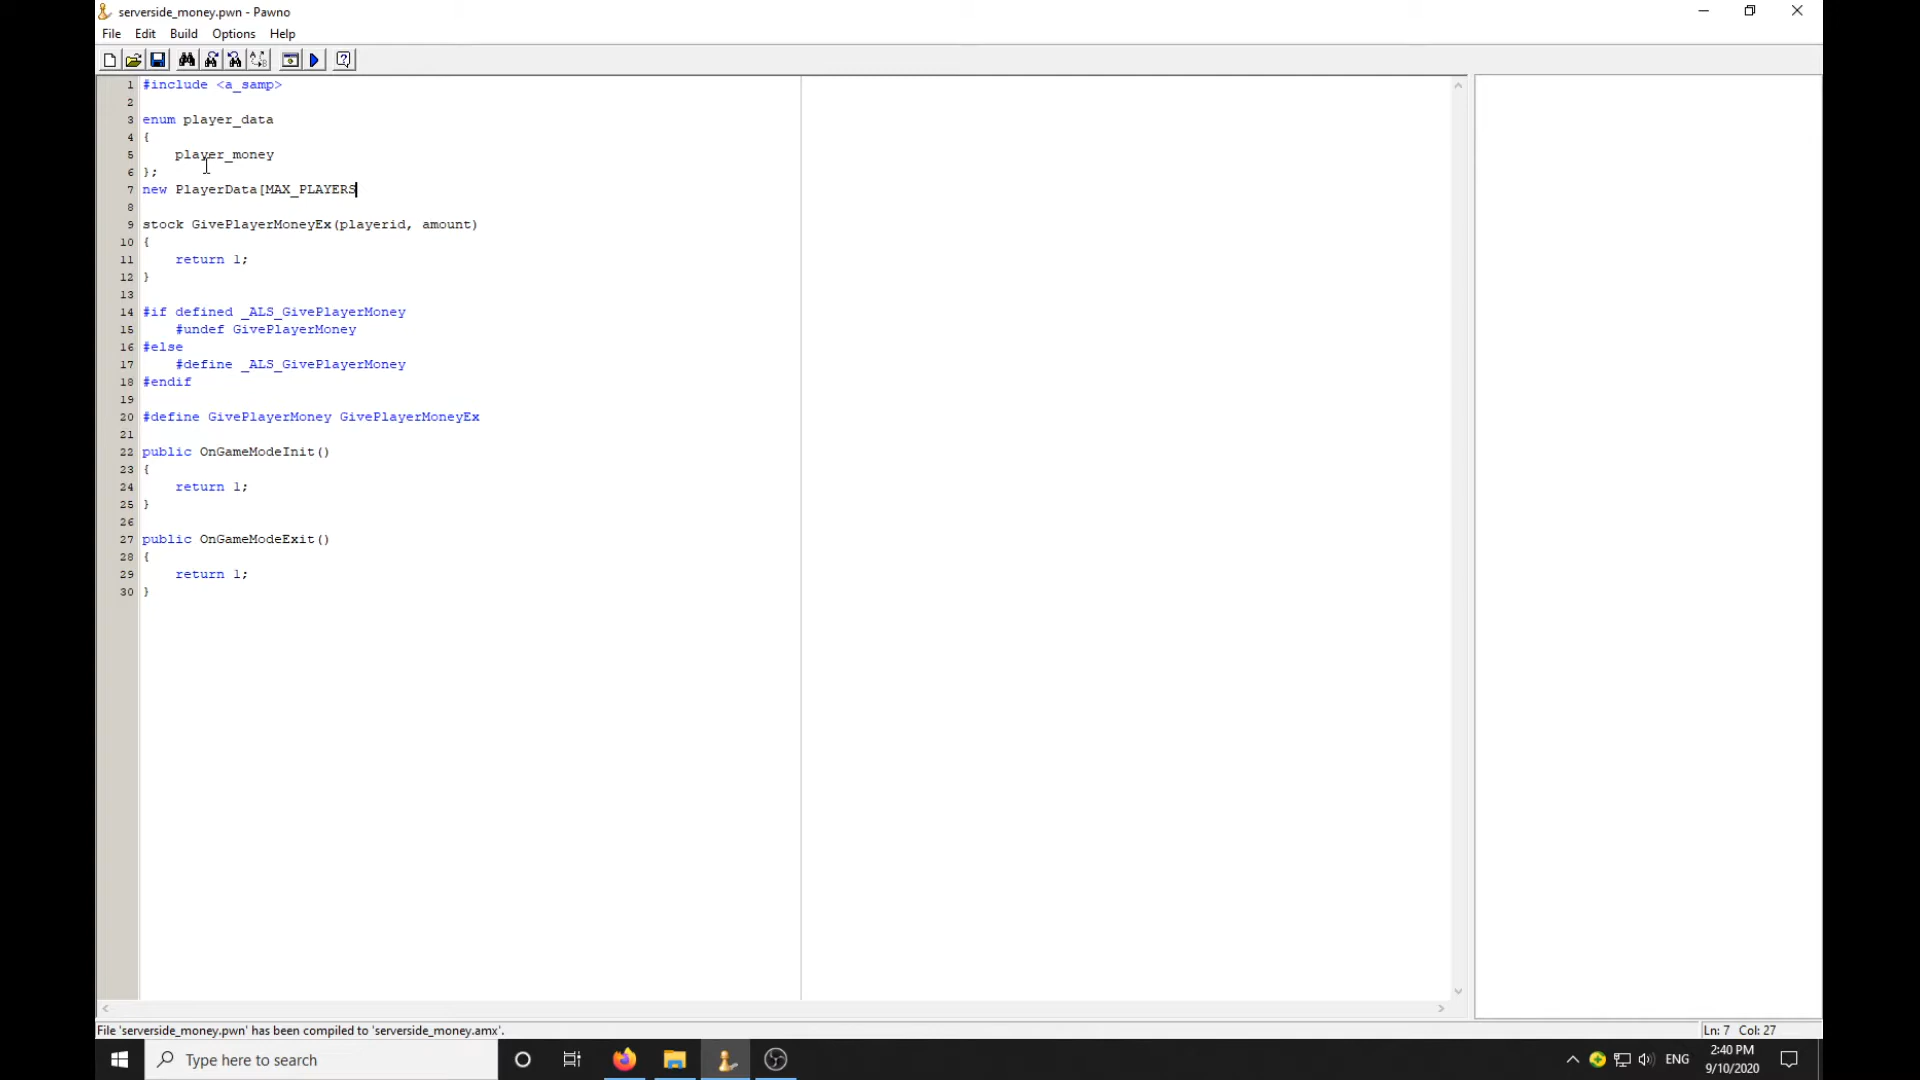 serverside_money.pwn - Pawno
File Edit Build Options Help
1 #include <a_samp>
2
3 enum player_data
4 {
5 player_money
6 };
7 new PlayerData[MAX_PLAYERS
8
9 stock GivePlayerMoneyEx(playerid, amount)
10 {
11 return 1;
12 }
13
14 #if defined _ALS_GivePlayerMoney
15 #undef GivePlayerMoney
16 #else
17 #define _ALS_GivePlayerMoney
18 #endif
19
20 #define GivePlayerMoney GivePlayerMoneyEx
21
22 public OnGameModeInit()
23 {
24 return 1;
25 }
26
27 public OnGameModeExit()
28 {
29 return 1;
30 }
File 'serverside_money.pwn' has been compiled to 'serverside_money.amx'.
Ln: 7 Col: 27
Type here to search
ENG
2:40 PM
9/10/2020